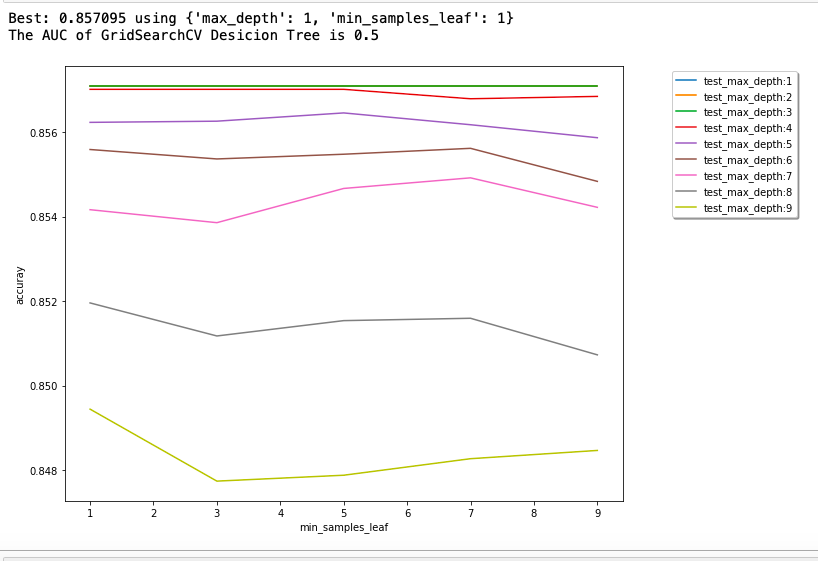 Best: 0.857095 using {'max_depth': 1, 'min_samples_leaf': 1}
The AUC of GridSearchCV Desicion Tree is 0.5
test_max_depth:1
test_max_depth:2
test_max_depth:3
test_max_depth:4
test_max_depth:5
test_max_depth:6
test_max_depth:7
test_max_depth:8
test_max_depth:9
0.856
0.854
0.852
0.850
0.848
accuray
1 2 3 4 5 6 7 8 9
min_samples_leaf